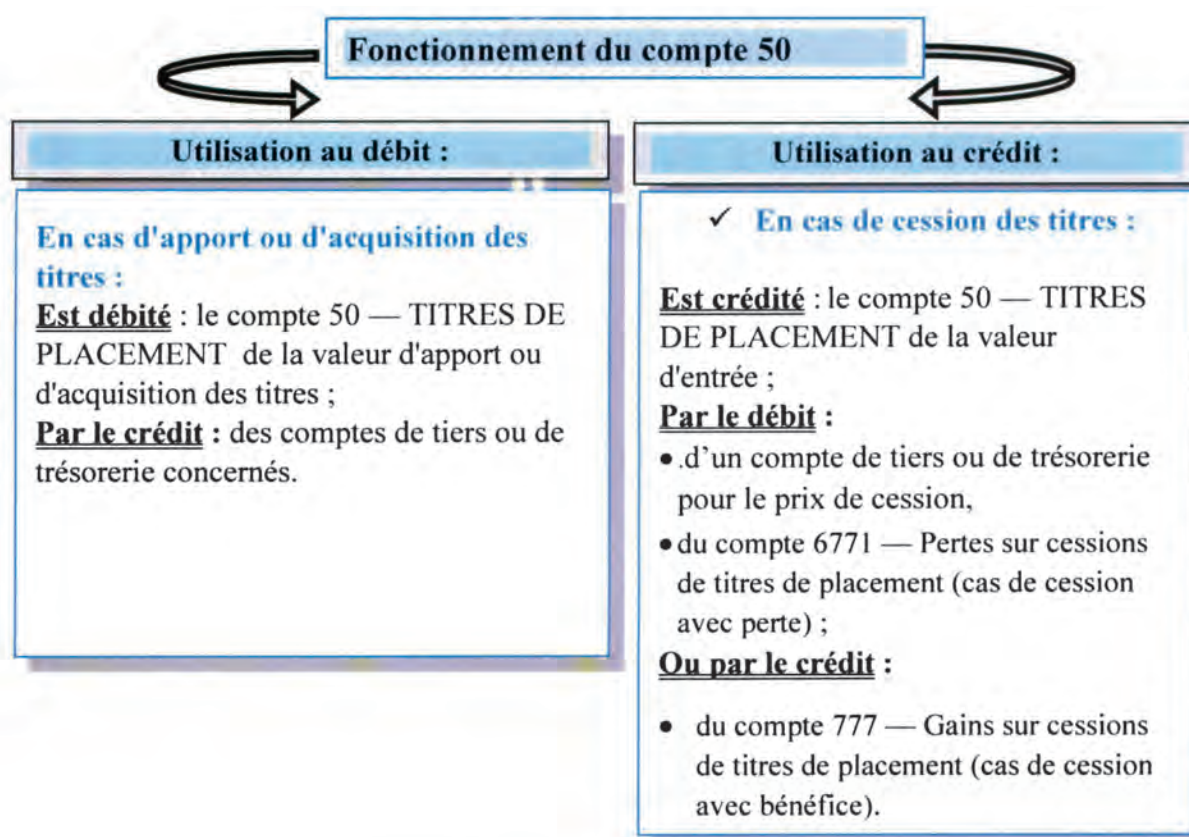 Fonctionnement du compte 50
Utilisation au débit :
En cas d'apport ou d'acquisition des
titres :
Est débité : le compte 50 — TITRES DE
PLACEMENT de la valeur d'apport ou
d'acquisition des titres ;
Par le crédit : des comptes de tiers ou de
trésorerie concernés.
Utilisation au crédit :
✓ En cas de cession des titres :
Est crédité : le compte 50 — TITRES
DE PLACEMENT de la valeur
d'entrée ;
Par le débit :
• .d’un compte de tiers ou de trésorerie
pour le prix de cession,
• du compte 6771 — Pertes sur cessions
de titres de placement (cas de cession
avec perte) ;
Ou par le crédit :
• du compte 777 — Gains sur cessions
de titres de placement (cas de cession
avec bénéfice).